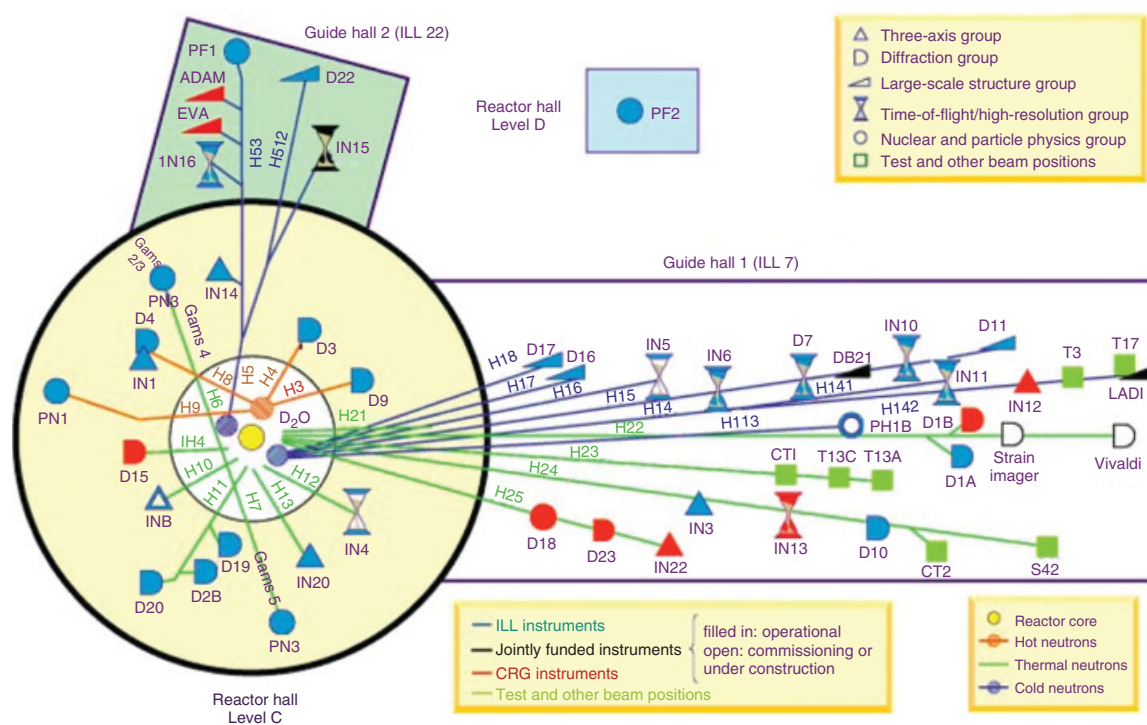 Guide hall 2 (ILL 22)
PF1
ADAM
EVA
1N16
H53
H512
D22
IN15
Reactor hall
Level D
PF2
Three-axis group
Diffraction group
Large-scale structure group
Time-of-flight/high-resolution group
Nuclear and particle physics group
Test and other beam positions
Gams
2/3
PN3
Gams 4
IN14
D4
IN1
D3
D9
PN1
H8
H5
H4
H3
H6
H9
D2O
D15
IH4
H10
H11
H7
H13
H12
INB
IN4
D19
D2B
D20
IN20
Gams 5
PN3
Reactor hall
Level C
Guide hall 1 (ILL 7)
H18
D17
D16
H17
H16
IN5
IN6
D7
DB21
IN10
D11
IN11
T3
T17
LADI
IN12
H15
H14
H141
H142
H113
H21
H22
PH1B
D1B
D1A
Strain
imager
Vivaldi
H23
CTI
T13C
T13A
H24
H25
IN3
IN13
D10
CT2
S42
D18
D23
IN22
ILL instruments
Jointly funded instruments
CRG instruments
Test and other beam positions
filled in: operational
open: commissioning or
under construction
Reactor core
Hot neutrons
Thermal neutrons
Cold neutrons